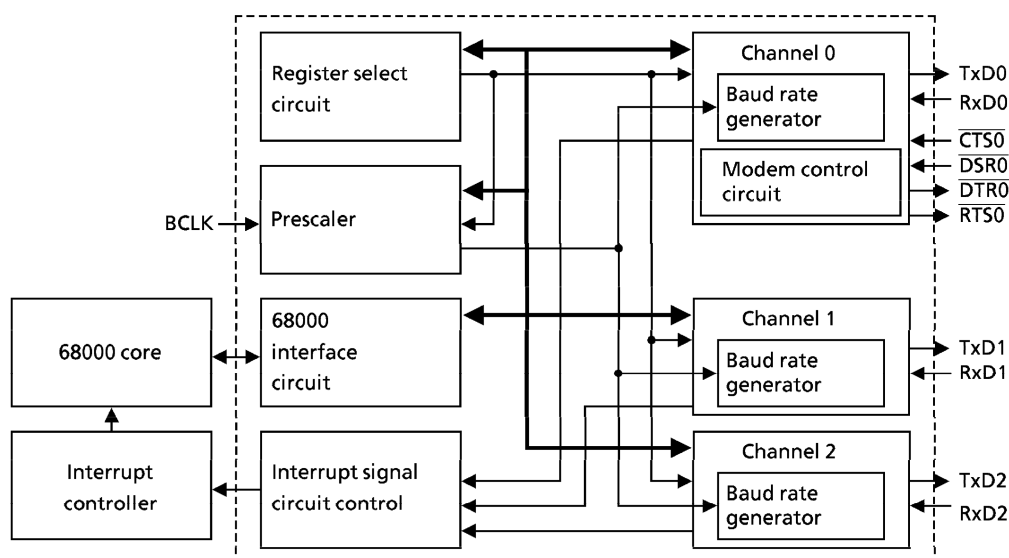 Register select
circuit
Channel 0
Baud rate
generator
Modem control
circuit
TxD0
RxD0
CTS0
DSR0
DTR0
RTS0
BCLK
Prescaler
68000 core
68000
interface
circuit
Channel 1
Baud rate
generator
TxD1
RxD1
Interrupt
controller
Interrupt signal
circuit control
Channel 2
Baud rate
generator
TxD2
RxD2